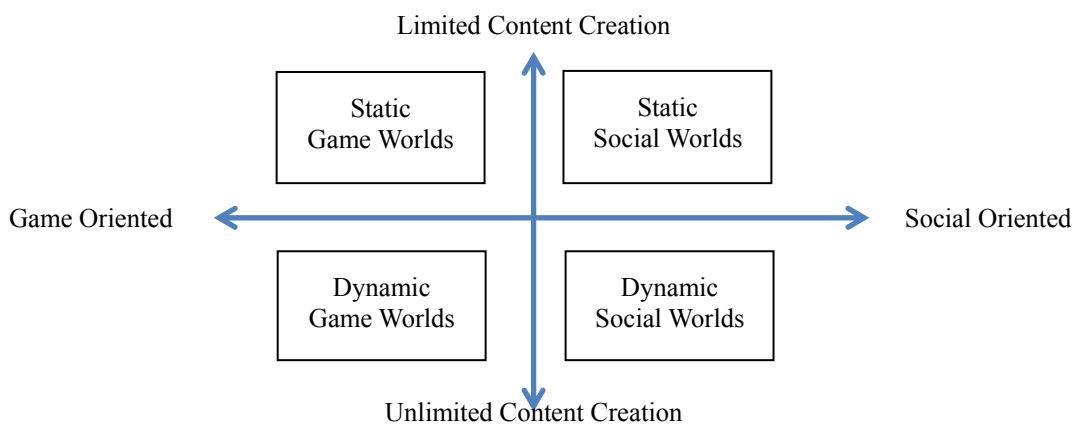 Limited Content Creation
Static
Game Worlds
Static
Social Worlds
Game Oriented
Social Oriented
Dynamic
Game Worlds
Dynamic
Social Worlds
Unlimited Content Creation